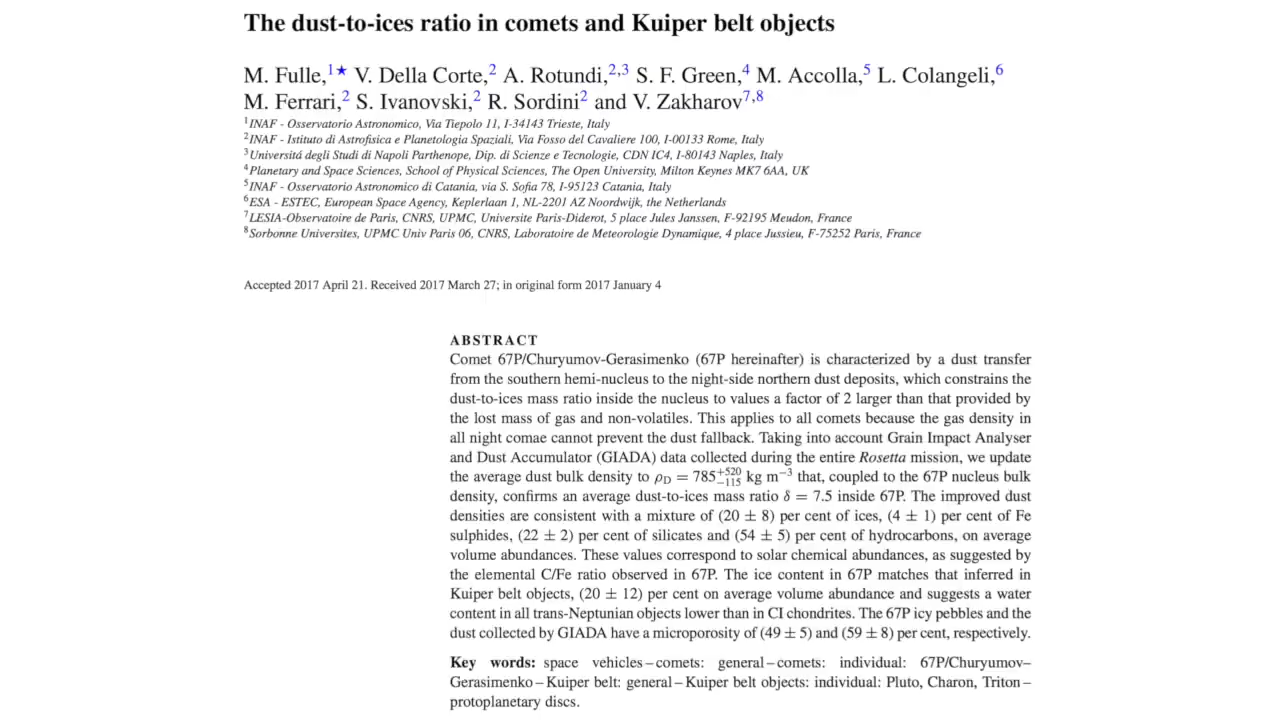 The dust-to-ices ratio in comets and Kuiper belt objects
M. Fulle,1★ V. Della Corte,2 A. Rotundi,2,3 S. F. Green,4 M. Accolla,5 L. Colangeli,6
M. Ferrari,2 S. Ivanovski,2 R. Sordini2 and V. Zakharov7,8
1INAF - Osservatorio Astronomico, Via Tiepolo 11, I-34143 Trieste, Italy
2INAF - Istituto di Astrofisica e Planetologia Spaziali, Via Fosso del Cavaliere 100, I-00133 Rome, Italy
3Universitá degli Studi di Napoli Parthenope, Dip. di Scienze e Tecnologie, CDN IC4, I-80143 Naples, Italy
4Planetary and Space Sciences, School of Physical Sciences, The Open University, Milton Keynes MK7 6AA, UK
5INAF - Osservatorio Astronomico di Catania, via S. Sofia 78, I-95123 Catania, Italy
6ESA - ESTEC, European Space Agency, Keplerlaan 1, NL-2201 AZ Noordwijk, the Netherlands
7LESIA-Observatoire de Paris, CNRS, UPMC, Universite Paris-Diderot, 5 place Jules Janssen, F-92195 Meudon, France
8Sorbonne Universites, UPMC Univ Paris 06, CNRS, Laboratoire de Meteorologie Dynamique, 4 place Jussieu, F-75252 Paris, France
Accepted 2017 April 21. Received 2017 March 27; in original form 2017 January 4
ABSTRACT
Comet 67P/Churyumov-Gerasimenko (67P hereinafter) is characterized by a dust transfer
from the southern hemi-nucleus to the night-side northern dust deposits, which constrains the
dust-to-ices mass ratio inside the nucleus to values a factor of 2 larger than that provided by
the lost mass of gas and non-volatiles. This applies to all comets because the gas density in
all night comae cannot prevent the dust fallback. Taking into account Grain Impact Analyser
and Dust Accumulator (GIADA) data collected during the entire Rosetta mission, we update
the average dust bulk density to ρD = 785+520−115 kg m−3 that, coupled to the 67P nucleus bulk
density, confirms an average dust-to-ices mass ratio δ = 7.5 inside 67P. The improved dust
densities are consistent with a mixture of (20 ± 8) per cent of ices, (4 ± 1) per cent of Fe
sulphides, (22 ± 2) per cent of silicates and (54 ± 5) per cent of hydrocarbons, on average
volume abundances. These values correspond to solar chemical abundances, as suggested by
the elemental C/Fe ratio observed in 67P. The ice content in 67P matches that inferred in
Kuiper belt objects, (20 ± 12) per cent on average volume abundance and suggests a water
content in all trans-Neptunian objects lower than in CI chondrites. The 67P icy pebbles and the
dust collected by GIADA have a microporosity of (49 ± 5) and (59 ± 8) per cent, respectively.
Key words: space vehicles – comets: general – comets: individual: 67P/Churyumov–
Gerasimenko – Kuiper belt: general – Kuiper belt objects: individual: Pluto, Charon, Triton –
protoplanetary discs.